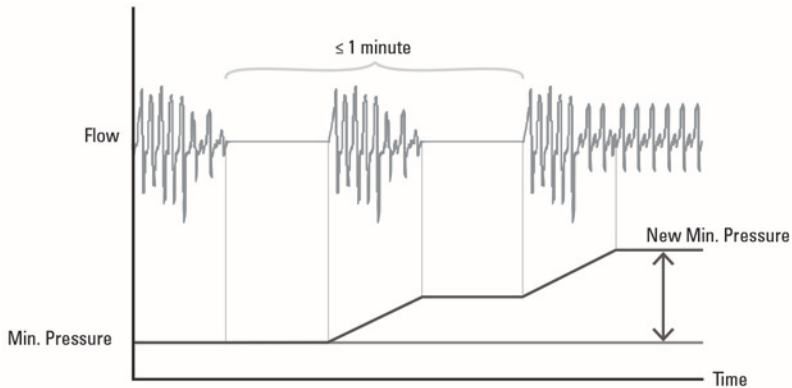 ≤ 1 minute
Flow
New Min. Pressure
Min. Pressure
Time